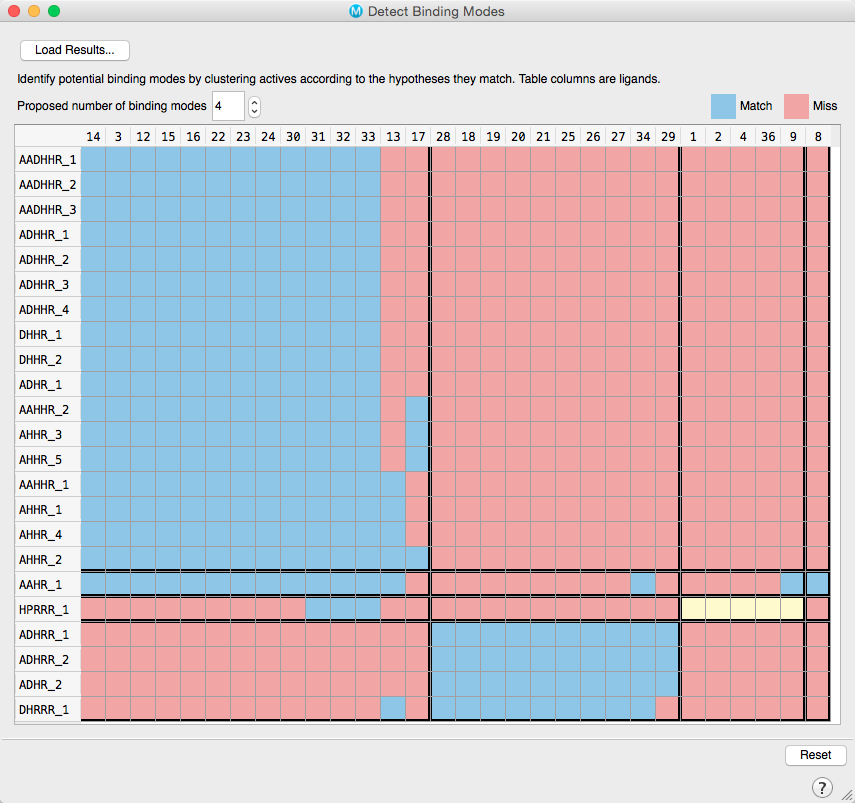 Detect Binding Modes
Load Results...
Identify potential binding modes by clustering actives according to the hypotheses they match. Table columns are ligands.
Proposed number of binding modes 4 Match Miss
14 3 12 15 16 22 23 24 30 31 32 33 13 17 28 18 19 20 21 25 26 27 34 29 1 2 4 36 9 8
AADHHR_1
AADHHR_2
AADHHR_3
ADHHR_1
ADHHR_2
ADHHR_3
ADHHR_4
DHHR_1
DHHR_2
ADHR_1
AAHHR_2
AHHR_3
AHHR_5
AAHHR_1
AHHR_1
AHHR_4
AHHR_2
AAHR_1
HPRRR_1
ADHRR_1
ADHRR_2
ADHR_2
DHRRR_1
Reset
?